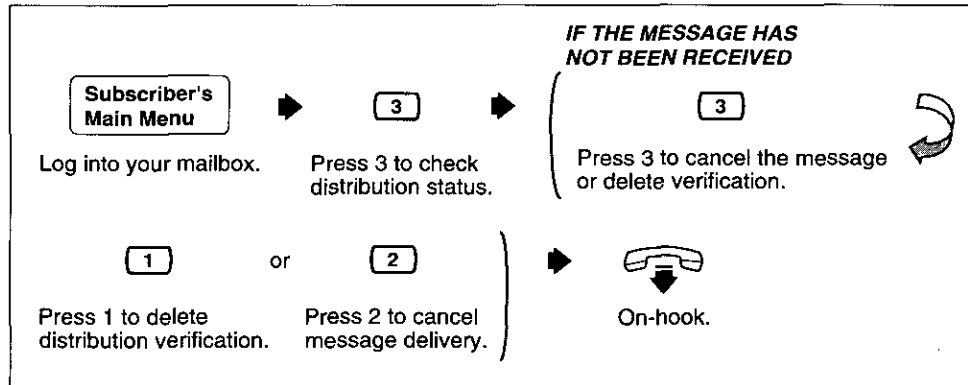 IF THE MESSAGE HAS
NOT BEEN RECEIVED
Subscriber's
Main Menu
3
3
Log into your mailbox.
Press 3 to check
distribution status.
Press 3 to cancel the message
or delete verification.
1
or
2
Press 1 to delete
distribution verification.
Press 2 to cancel
message delivery.
On-hook.